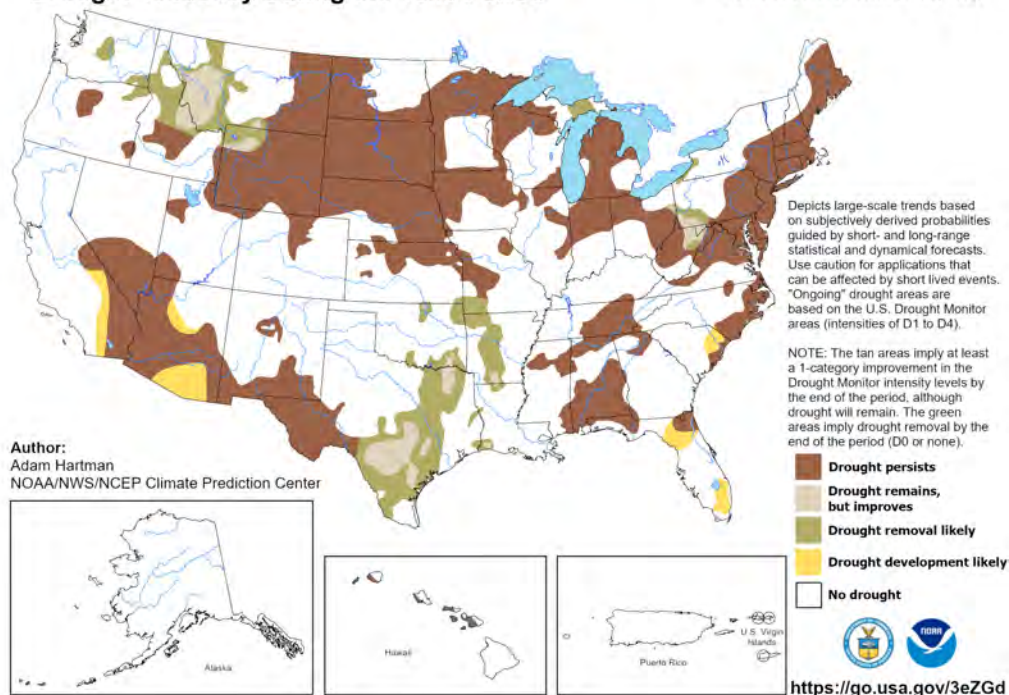 Depicts large-scale trends based
on subjectively derived probabilities
guided by short- and long-range
statistical and dynamical forecasts.
Use caution for applications that
can be affected by short lived events.
"Ongoing" drought areas are
based on the U.S. Drought Monitor
areas (intensities of D1 to D4).
NOTE: The tan areas imply at least
a 1-category improvement in the
Drought Monitor intensity levels by
the end of the period, although
drought will remain. The green
areas imply drought removal by the
end of the period (D0 or none).
Author:
Adam Hartman
NOAA/NWS/NCEP Climate Prediction Center
Drought persists
Drought remains,
but improves
Drought removal likely
Drought development likely
No drought
Alaska
Hawaii
Puerto Rico
U.S. Virgin
Islands
NOAA
https://go.usa.gov/3eZGd